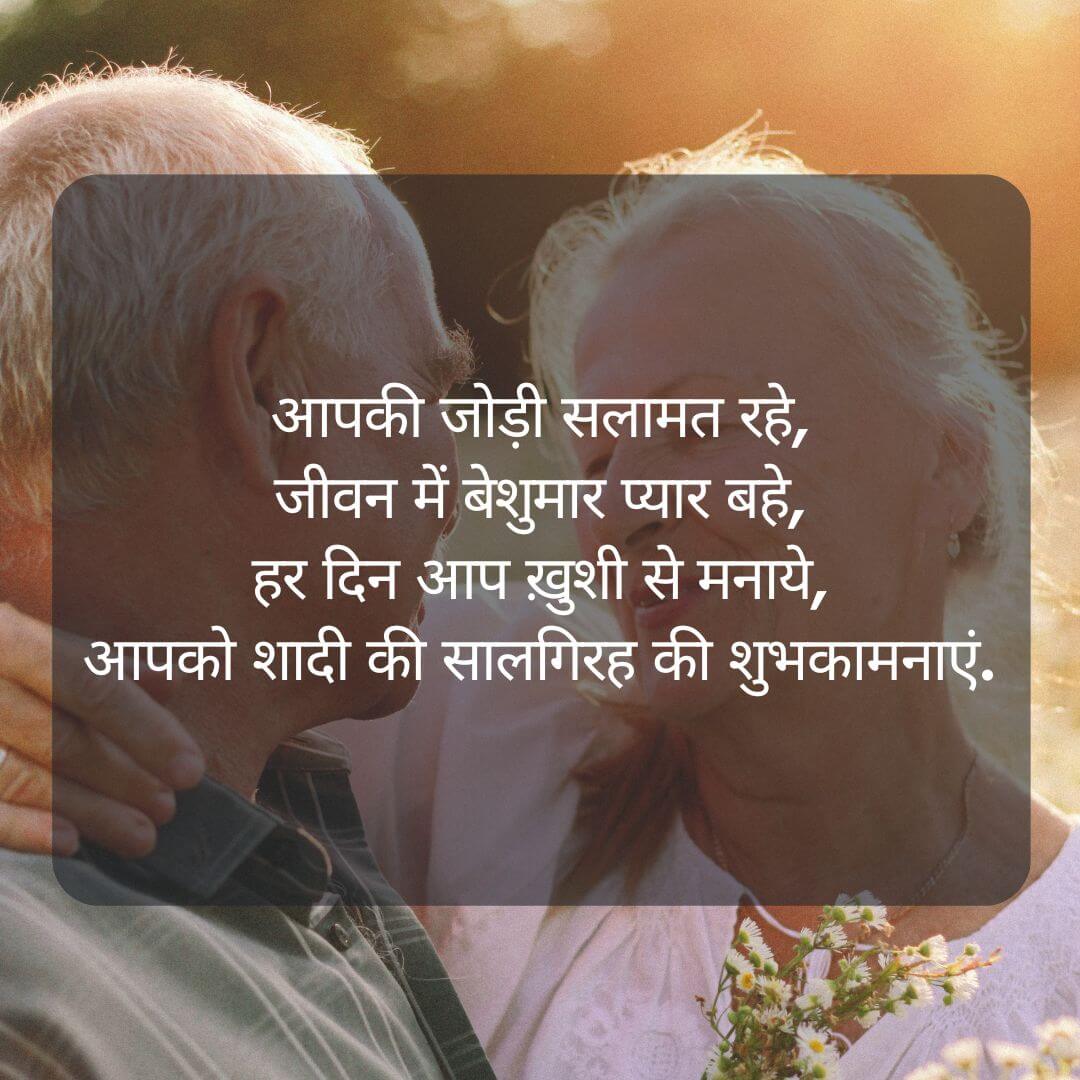 आपकी जोड़ी सलामत रहे,
जीवन में बेशुमार प्यार बहे,
हर दिन आप ख़ुशी से मनाये,
आपको शादी की सालगिरह की शुभकामनाएं.